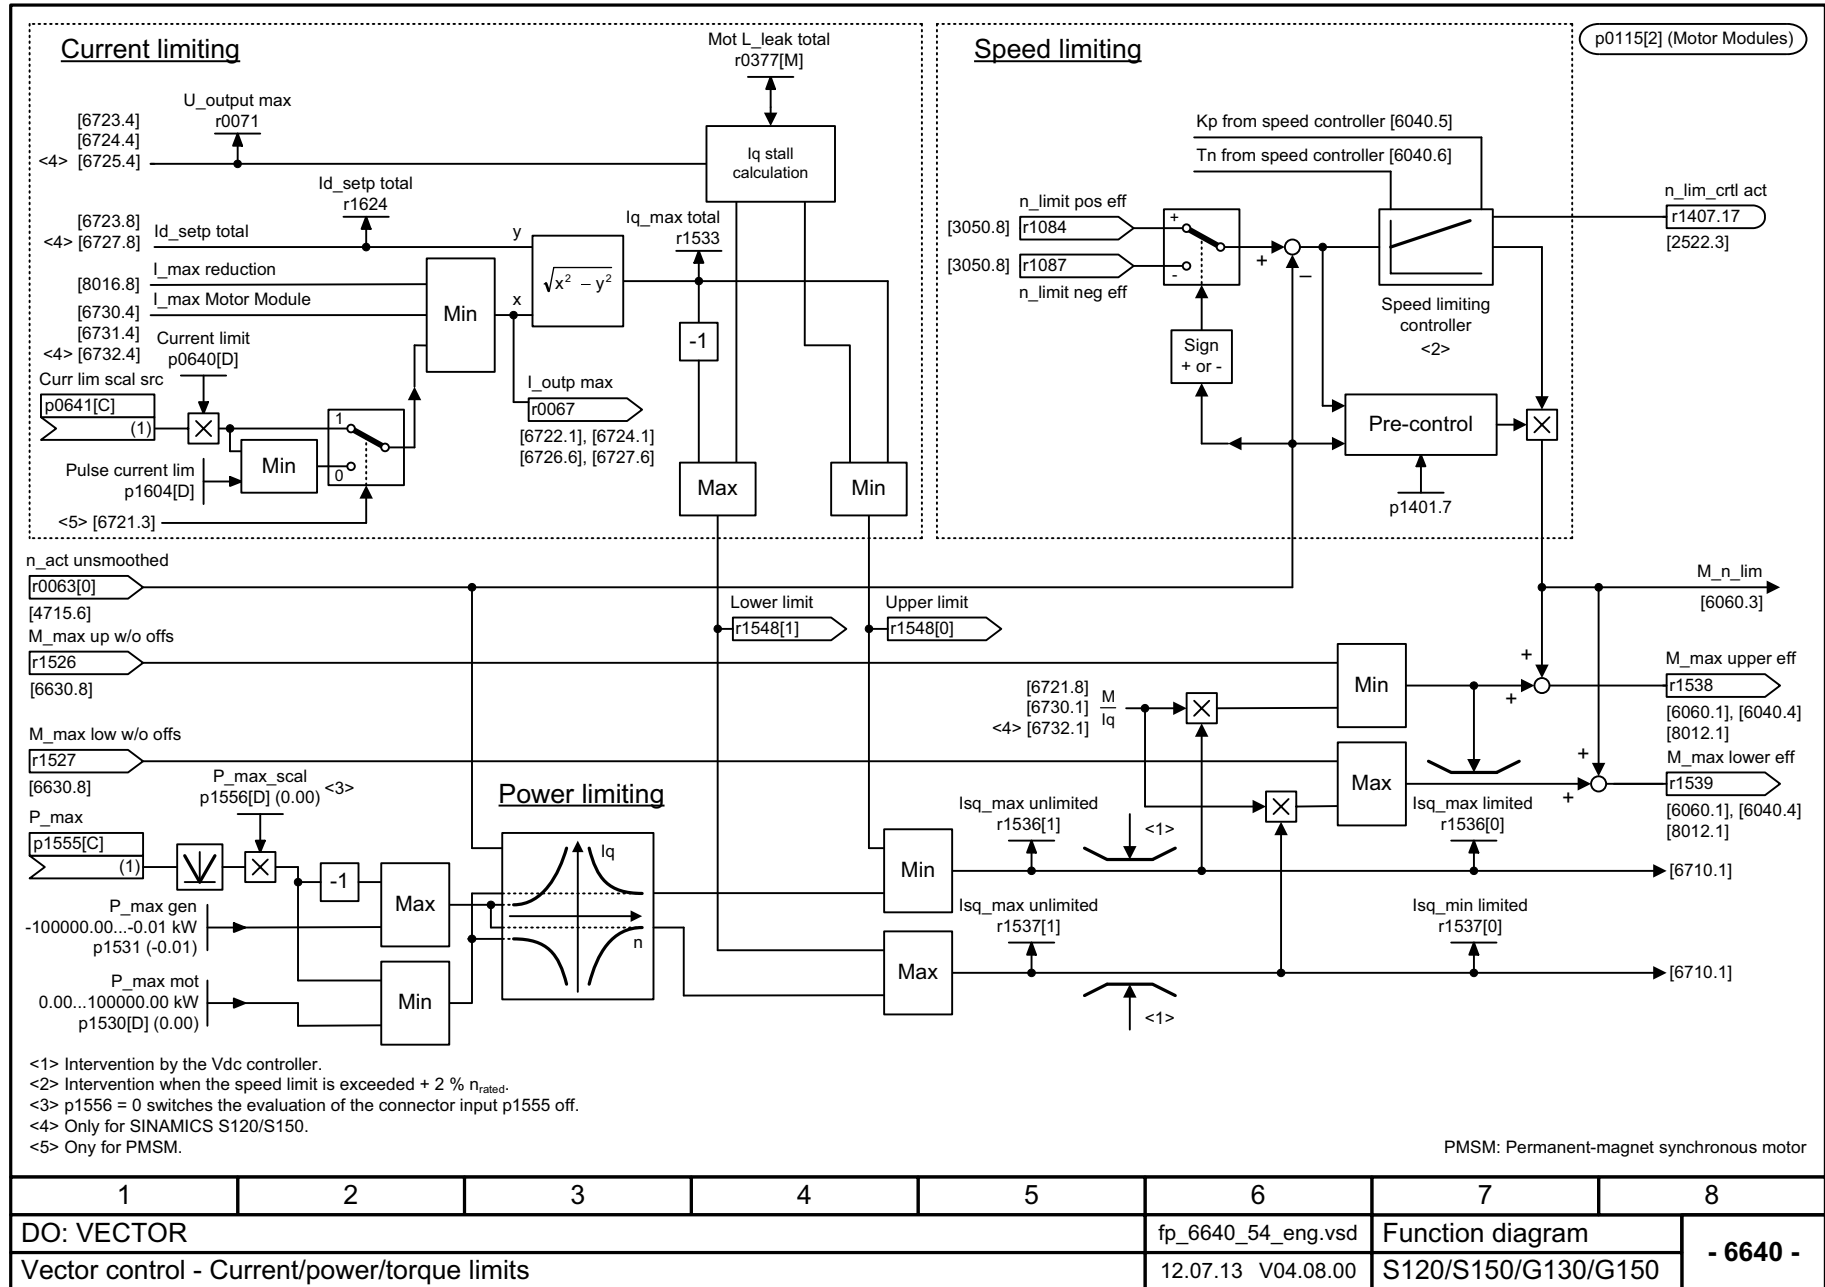 Current limiting
Mot L_leak total
r0377[M]
U_output max
r0071
[6723.4]
[6724.4]
<4> [6725.4]
Iq stall
calculation
Id_setp total
r1624
[6723.8]
<4> [6727.8]
Id_setp total
Iq_max total
r1533
y
x
√x² – y²
I_max reduction
[8016.8]
I_max Motor Module
[6730.4]
[6731.4]
<4> [6732.4]
Min
-1
Current limit
p0640[D]
Curr lim scal src
p0641[C]
(1)
I_outp max
r0067
[6722.1], [6724.1]
[6726.6], [6727.6]
1
0
Min
Pulse current lim
p1604[D]
<5> [6721.3]
Max
Min
Speed limiting
p0115[2] (Motor Modules)
Kp from speed controller [6040.5]
Tn from speed controller [6040.6]
n_limit pos eff
[3050.8] r1084
[3050.8] r1087
n_limit neg eff
+
-
+
–
n_lim_crtl act
r1407.17
[2522.3]
Speed limiting
controller
<2>
Sign
+ or -
Pre-control
p1401.7
n_act unsmoothed
r0063[0]
[4715.6]
M_n_lim
[6060.3]
Lower limit
r1548[1]
Upper limit
r1548[0]
M_max up w/o offs
r1526
[6630.8]
[6721.8]
[6730.1]
<4> [6732.1]
M
Iq
Min
+
+
M_max upper eff
r1538
[6060.1], [6040.4]
[8012.1]
M_max low w/o offs
r1527
[6630.8]
Max
+
+
M_max lower eff
r1539
[6060.1], [6040.4]
[8012.1]
P_max_scal
p1556[D] (0.00) <3>
P_max
p1555[C]
(1)
-1
Max
Power limiting
Iq
n
Min
Isq_max unlimited
r1536[1]
<1>
Isq_max limited
r1536[0]
[6710.1]
P_max gen
-100000.00...-0.01 kW
p1531 (-0.01)
Max
Isq_max unlimited
r1537[1]
<1>
Isq_min limited
r1537[0]
[6710.1]
P_max mot
0.00...100000.00 kW
p1530[D] (0.00)
Min
<1> Intervention by the Vdc controller.
<2> Intervention when the speed limit is exceeded + 2 % nrated.
<3> p1556 = 0 switches the evaluation of the connector input p1555 off.
<4> Only for SINAMICS S120/S150.
<5> Ony for PMSM.
PMSM: Permanent-magnet synchronous motor
1 2 3 4 5 6 7 8
DO: VECTOR
fp_6640_54_eng.vsd
Function diagram
- 6640 -
Vector control - Current/power/torque limits
12.07.13 V04.08.00
S120/S150/G130/G150